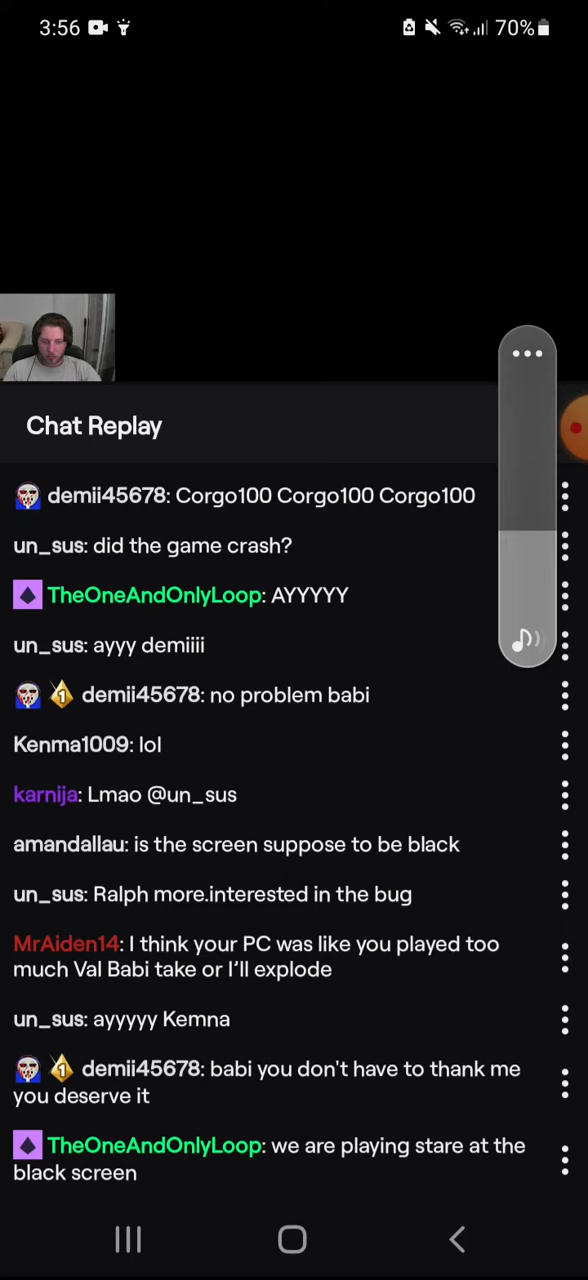 3:56
70%
Chat Replay
demii45678: Corgo100 Corgo100 Corgo100
un_sus: did the game crash?
TheOneAndOnlyLoop: AYYYYY
un_sus: ayyy demiiii
1 demii45678: no problem babi
Kenma1009: lol
karnija: Lmao @un_sus
amandallau: is the screen suppose to be black
un_sus: Ralph more.interested in the bug
MrAiden14: I think your PC was like you played too
much Val Babi take or I'll explode
un_sus: ayyyyy Kemna
1 demii45678: babi you don't have to thank me
you deserve it
TheOneAndOnlyLoop: we are playing stare at the
black screen